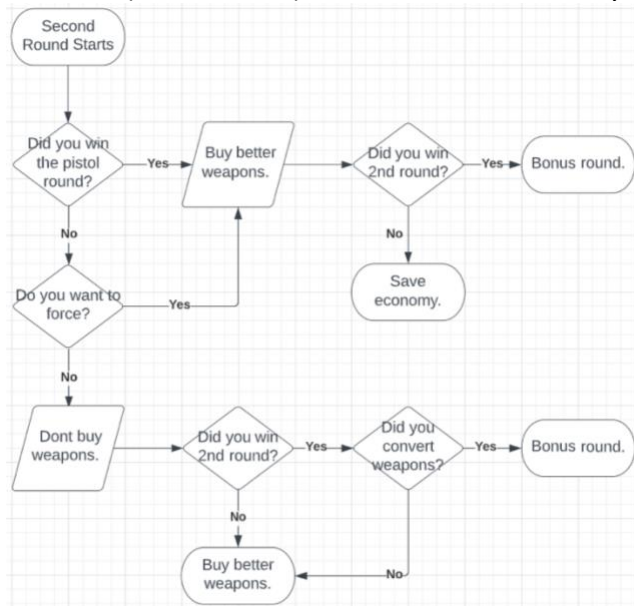 Second
Round Starts
Did you win
the pistol
round?
Yes
Buy better
weapons.
Did you win
2nd round?
Yes
Bonus round.
No
No
Save
economy.
Do you want to
force?
Yes
No
Dont buy
weapons.
Did you win
2nd round?
Yes
Did you
convert
weapons?
Yes
Bonus round.
No
Buy better
weapons.
No